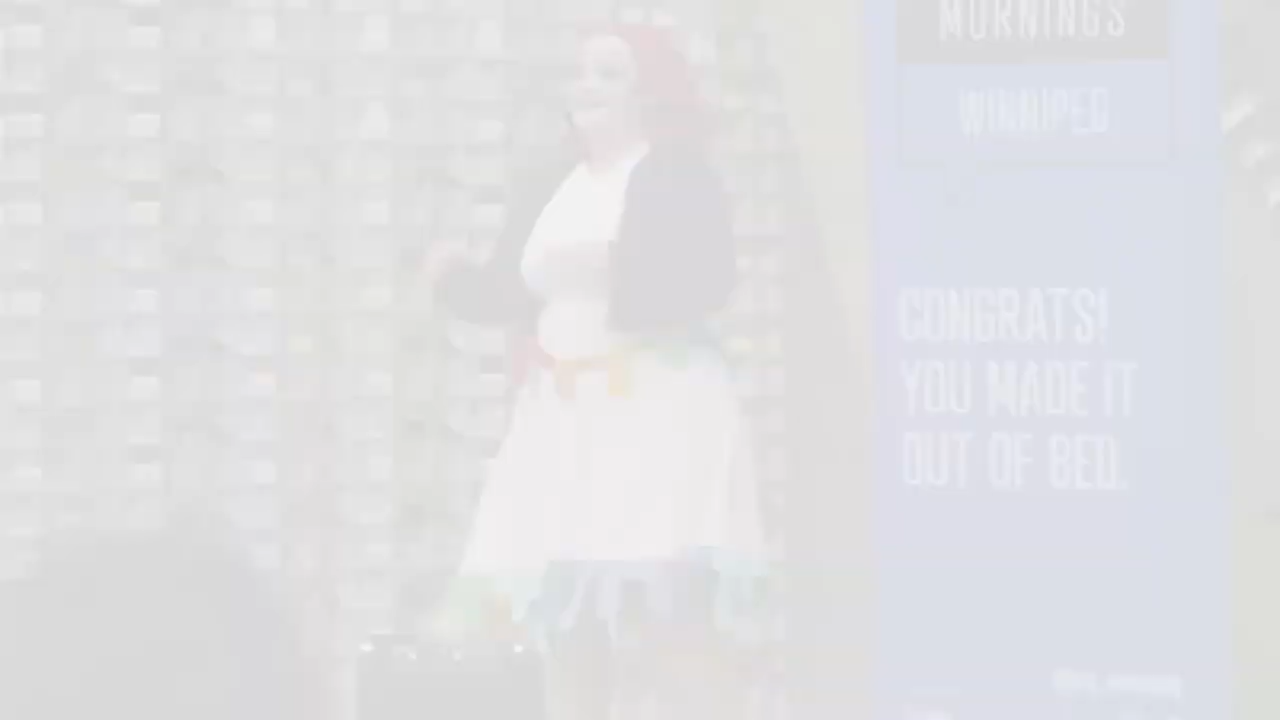 MORNINGS
WINNIPEG
CONGRATS!
YOU MADE IT
OUT OF BED.